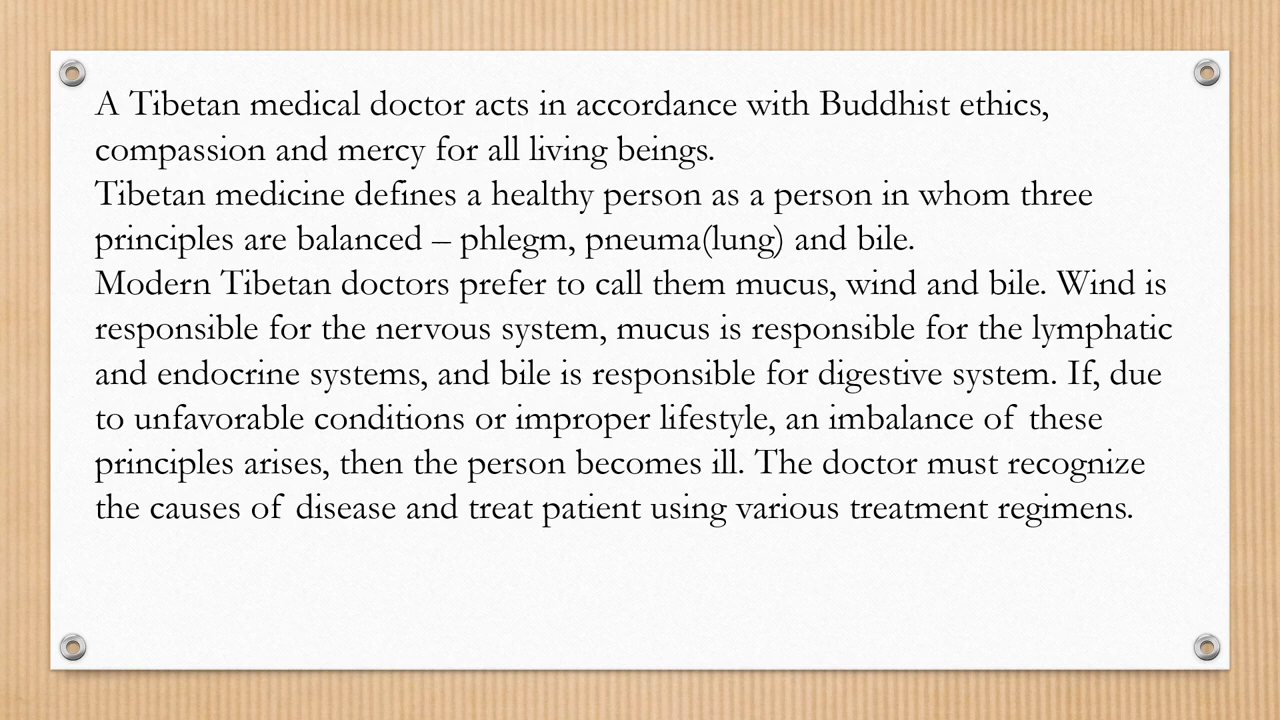 A Tibetan medical doctor acts in accordance with Buddhist ethics,
compassion and mercy for all living beings.
Tibetan medicine defines a healthy person as a person in whom three
principles are balanced – phlegm, pneuma(lung) and bile.
Modern Tibetan doctors prefer to call them mucus, wind and bile. Wind is
responsible for the nervous system, mucus is responsible for the lymphatic
and endocrine systems, and bile is responsible for digestive system. If, due
to unfavorable conditions or improper lifestyle, an imbalance of these
principles arises, then the person becomes ill. The doctor must recognize
the causes of disease and treat patient using various treatment regimens.